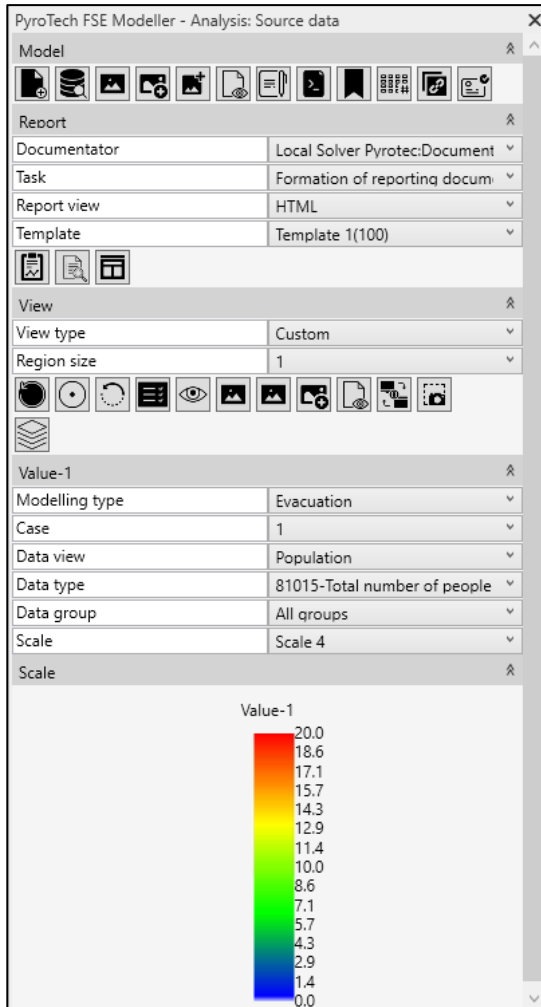 PyroTech FSE Modeller - Analysis: Source data
Model
Report
Documentator Local Solver Pyrotec:Document
Task Formation of reporting docum
Report view HTML
Template Template 1(100)
View
View type Custom
Region size 1
Value-1
Modelling type Evacuation
Case 1
Data view Population
Data type 81015-Total number of people
Data group All groups
Scale Scale 4
Scale
Value-1
20.0
18.6
17.1
15.7
14.3
12.9
11.4
10.0
8.6
7.1
5.7
4.3
2.9
1.4
0.0